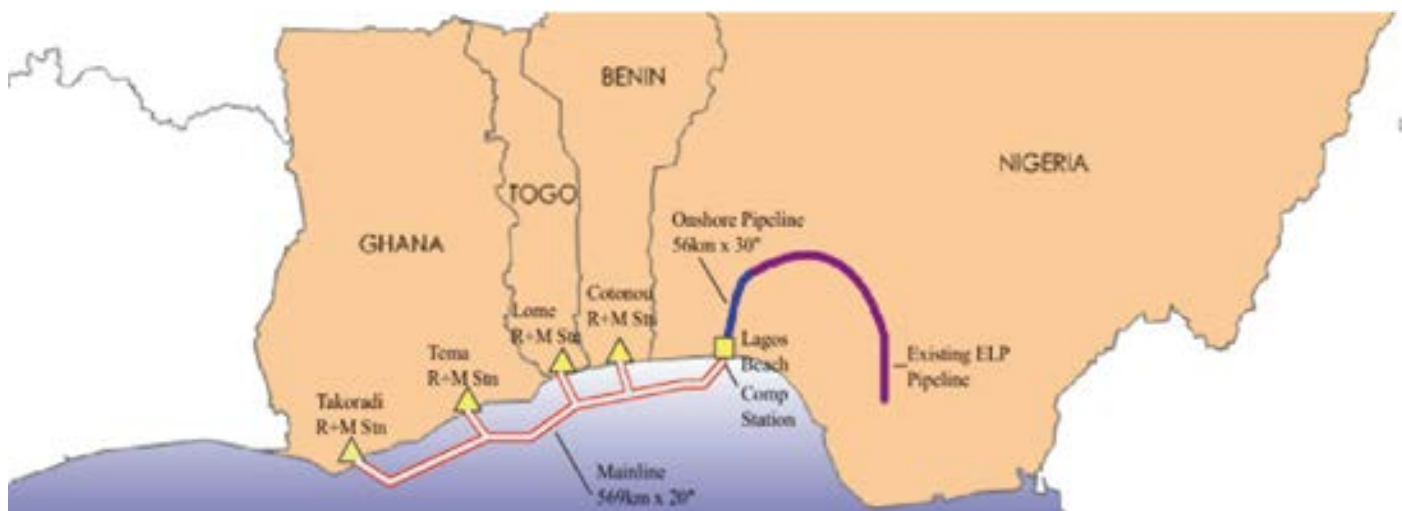 BENIN
NIGERIA
TOGO
GHANA
Onshore Pipeline
56km x 30"
Cotonou
R+M Stn
Lome
R+M Stn
Tema
R+M Stn
Takoradi
R+M Stn
Lagos
Beach
Comp
Station
Existing ELP
Pipeline
Mainline
569km x 20"